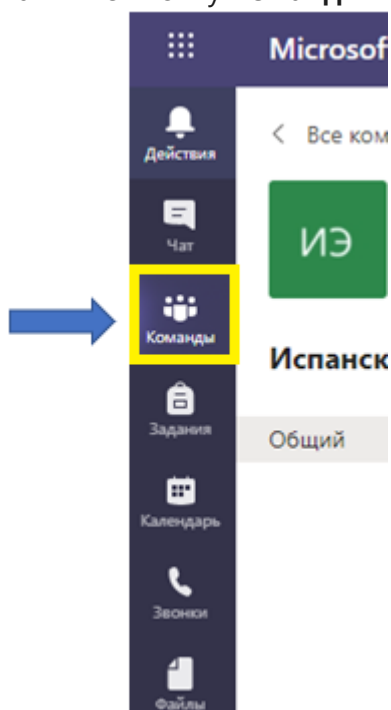 Microsof
Действия
< Все ком
Чат
ИЭ
Команды
Испанск
Задания
Общий
Календарь
Звонки
Файлы